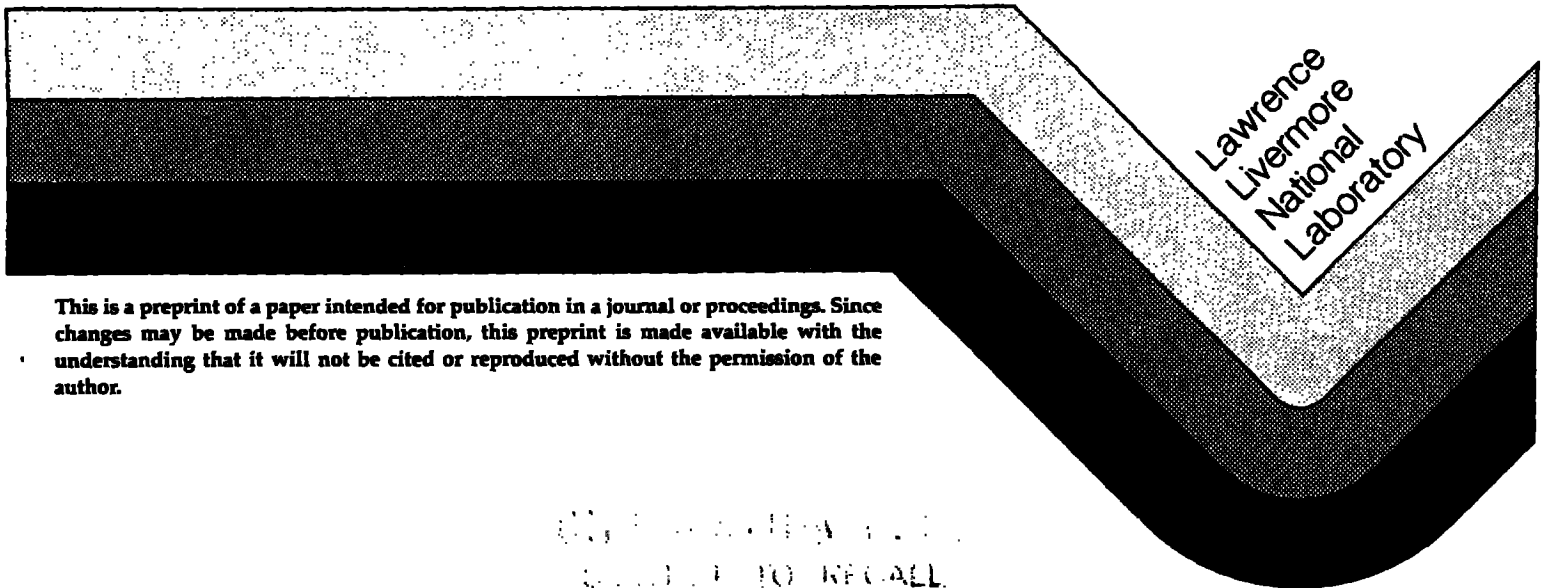 Lawrence
Livermore
National
Laboratory
This is a preprint of a paper intended for publication in a journal or proceedings. Since
changes may be made before publication, this preprint is made available with the
understanding that it will not be cited or reproduced without the permission of the
author.
TO RECALL